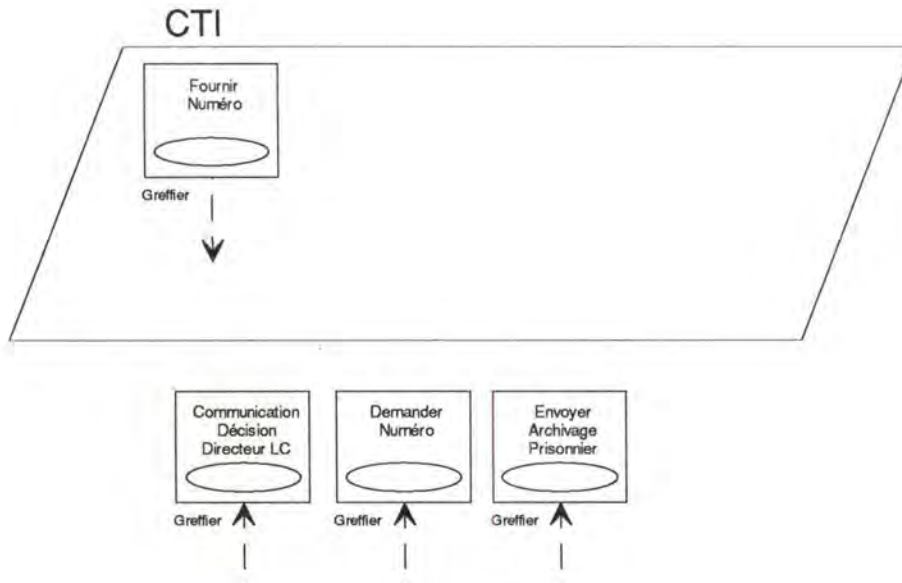 CTI
Fournir
Numéro
Greffier
Communication
Décision
Directeur LC
Demander
Numéro
Envoyer
Archivage
Prisonnier
Greffier
Greffier
Greffier